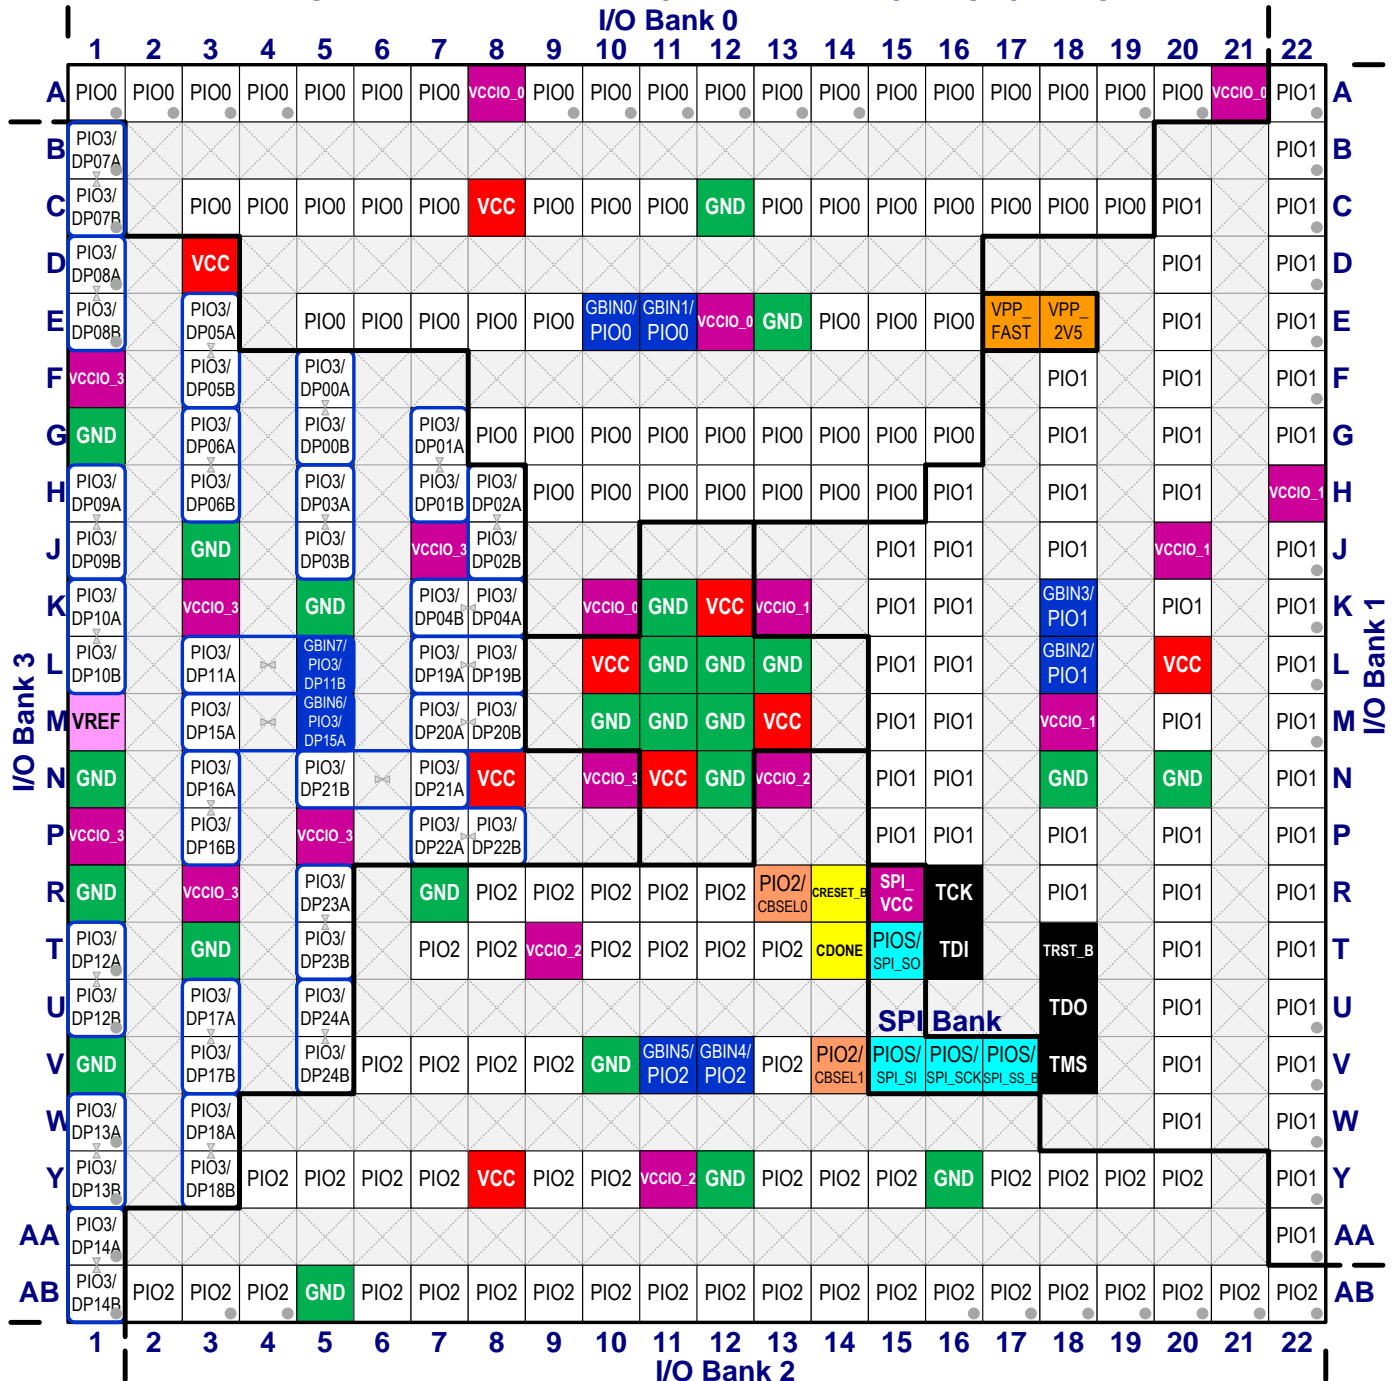 I/O Bank 0
1 2 3 4 5 6 7 8 9 10 11 12 13 14 15 16 17 18 19 20 21 22
A PIO0 PIO0 PIO0 PIO0 PIO0 PIO0 PIO0 VCCIO_0 PIO0 PIO0 PIO0 PIO0 PIO0 PIO0 PIO0 PIO0 PIO0 PIO0 PIO0 PIO0 VCCIO_0 PIO1 A
B PIO3/DP07A PIO1 B
C PIO3/DP07B PIO0 PIO0 PIO0 PIO0 PIO0 VCC PIO0 PIO0 PIO0 GND PIO0 PIO0 PIO0 PIO0 PIO0 PIO0 PIO0 PIO1 PIO1 C
D PIO3/DP08A VCC PIO1 PIO1 D
E PIO3/DP08B PIO3/DP05A PIO0 PIO0 PIO0 PIO0 PIO0 GBIN0/PIO0 GBIN1/PIO0 VCCIO_0 GND PIO0 PIO0 PIO0 VPP_FAST VPP_2V5 PIO1 PIO1 E
F VCCIO_3 PIO3/DP05B PIO3/DP00A PIO1 PIO1 PIO1 F
G GND PIO3/DP06A PIO3/DP00B PIO3/DP01A PIO0 PIO0 PIO0 PIO0 PIO0 PIO0 PIO0 PIO0 PIO0 PIO1 PIO1 PIO1 G
H PIO3/DP09A PIO3/DP06B PIO3/DP03A PIO3/DP01B PIO3/DP02A PIO0 PIO0 PIO0 PIO0 PIO0 PIO0 PIO0 PIO1 PIO1 PIO1 VCCIO_1 H
J PIO3/DP09B GND PIO3/DP03B VCCIO_3 PIO3/DP02B PIO1 PIO1 PIO1 VCCIO_1 PIO1 J
K PIO3/DP10A VCCIO_3 GND PIO3/DP04B PIO3/DP04A VCCIO_0 GND VCC VCCIO_1 PIO1 PIO1 GBIN3/PIO1 PIO1 PIO1 K
L PIO3/DP10B PIO3/DP11A GBIN7/PIO3/DP11B PIO3/DP19A PIO3/DP19B VCC GND GND GND PIO1 PIO1 GBIN2/PIO1 VCC PIO1 L
I/O Bank 3
I/O Bank 1
M VREF PIO3/DP15A GBIN6/PIO3/DP15A PIO3/DP20A PIO3/DP20B GND GND GND VCC PIO1 PIO1 VCCIO_1 PIO1 PIO1 M
N GND PIO3/DP16A PIO3/DP21B PIO3/DP21A VCC VCCIO_3 VCC GND VCCIO_2 PIO1 PIO1 GND GND PIO1 N
P VCCIO_3 PIO3/DP16B VCCIO_3 PIO3/DP22A PIO3/DP22B PIO1 PIO1 PIO1 PIO1 PIO1 P
R GND VCCIO_3 PIO3/DP23A GND PIO2 PIO2 PIO2 PIO2 PIO2 PIO2/CBSEL0 CRESET_B SPI_VCC TCK PIO1 PIO1 PIO1 R
T PIO3/DP12A GND PIO3/DP23B PIO2 PIO2 VCCIO_2 PIO2 PIO2 PIO2 PIO2 CDONE PIOS/SPI_SO TDI TRST_B PIO1 PIO1 T
U PIO3/DP12B PIO3/DP17A PIO3/DP24A SPI Bank TDO PIO1 PIO1 U
V GND PIO3/DP17B PIO3/DP24B PIO2 PIO2 PIO2 PIO2 GND GBIN5/PIO2 GBIN4/PIO2 PIO2 PIO2/CBSEL1 PIOS/SPI_SI PIOS/SPI_SCK PIOS/SPI_SS_B TMS PIO1 PIO1 V
W PIO3/DP13A PIO3/DP18A PIO1 PIO1 W
Y PIO3/DP13B PIO3/DP18B PIO2 PIO2 PIO2 PIO2 VCC PIO2 PIO2 VCCIO_2 GND PIO2 PIO2 PIO2 GND PIO2 PIO2 PIO2 PIO2 PIO1 Y
AA PIO3/DP14A PIO1 AA
AB PIO3/DP14B PIO2 PIO2 PIO2 GND PIO2 PIO2 PIO2 PIO2 PIO2 PIO2 PIO2 PIO2 PIO2 PIO2 PIO2 PIO2 PIO2 PIO2 PIO2 PIO2 PIO2 AB
1 2 3 4 5 6 7 8 9 10 11 12 13 14 15 16 17 18 19 20 21 22
I/O Bank 2